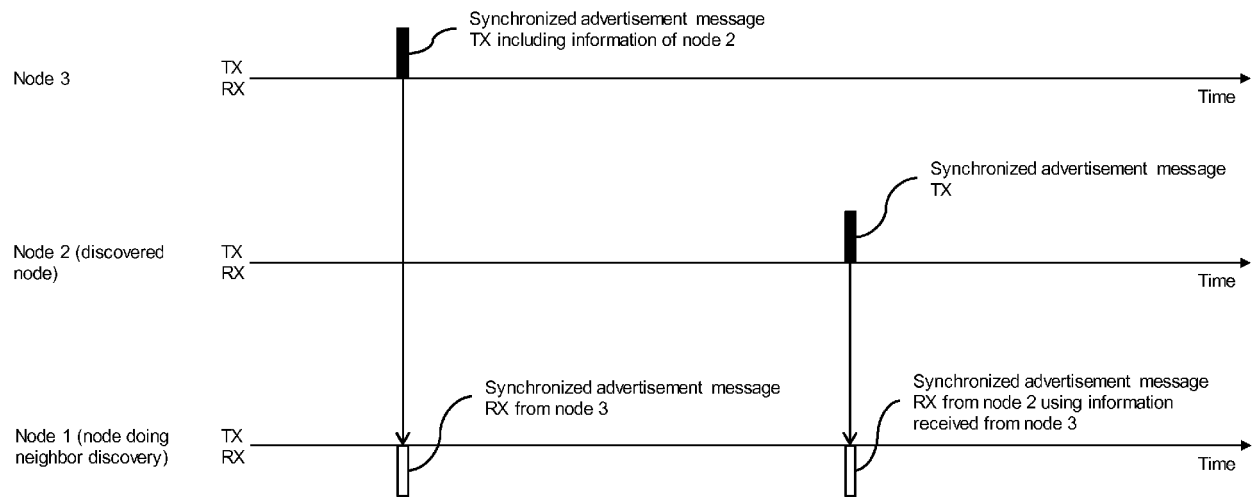 Synchronized advertisement message
TX including information of node 2
Node 3
TX
RX
Time
Synchronized advertisement message
TX
Node 2 (discovered
node)
TX
RX
Time
Synchronized advertisement message
RX from node 3
Synchronized advertisement message
RX from node 2 using information
received from node 3
Node 1 (node doing
neighbor discovery)
TX
RX
Time